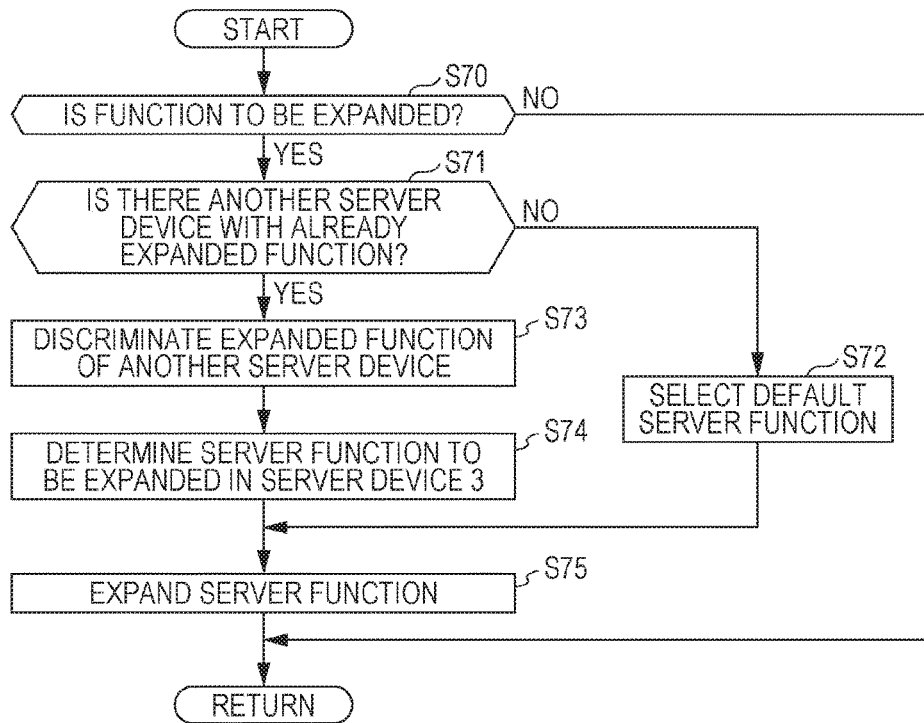 START
S70
IS FUNCTION TO BE EXPANDED?
NO
YES
S71
IS THERE ANOTHER SERVER
DEVICE WITH ALREADY
EXPANDED FUNCTION?
NO
YES
S73
DISCRIMINATE EXPANDED FUNCTION
OF ANOTHER SERVER DEVICE
S72
SELECT DEFAULT
SERVER FUNCTION
S74
DETERMINE SERVER FUNCTION TO
BE EXPANDED IN SERVER DEVICE 3
S75
EXPAND SERVER FUNCTION
RETURN